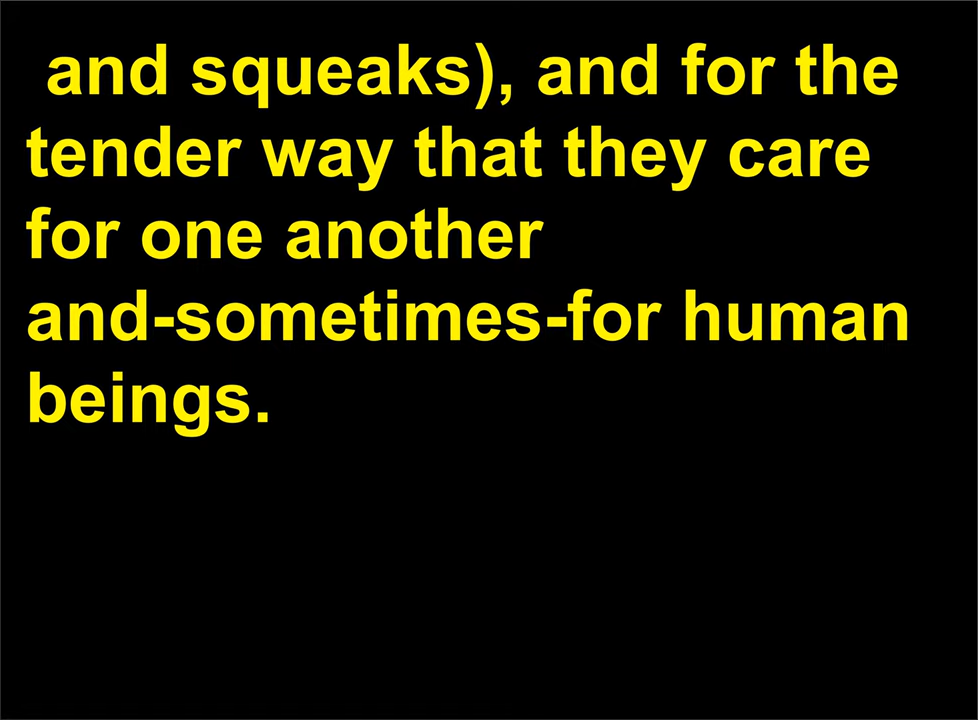 and squeaks), and for the
tender way that they care
for one another
and-sometimes-for human
beings.